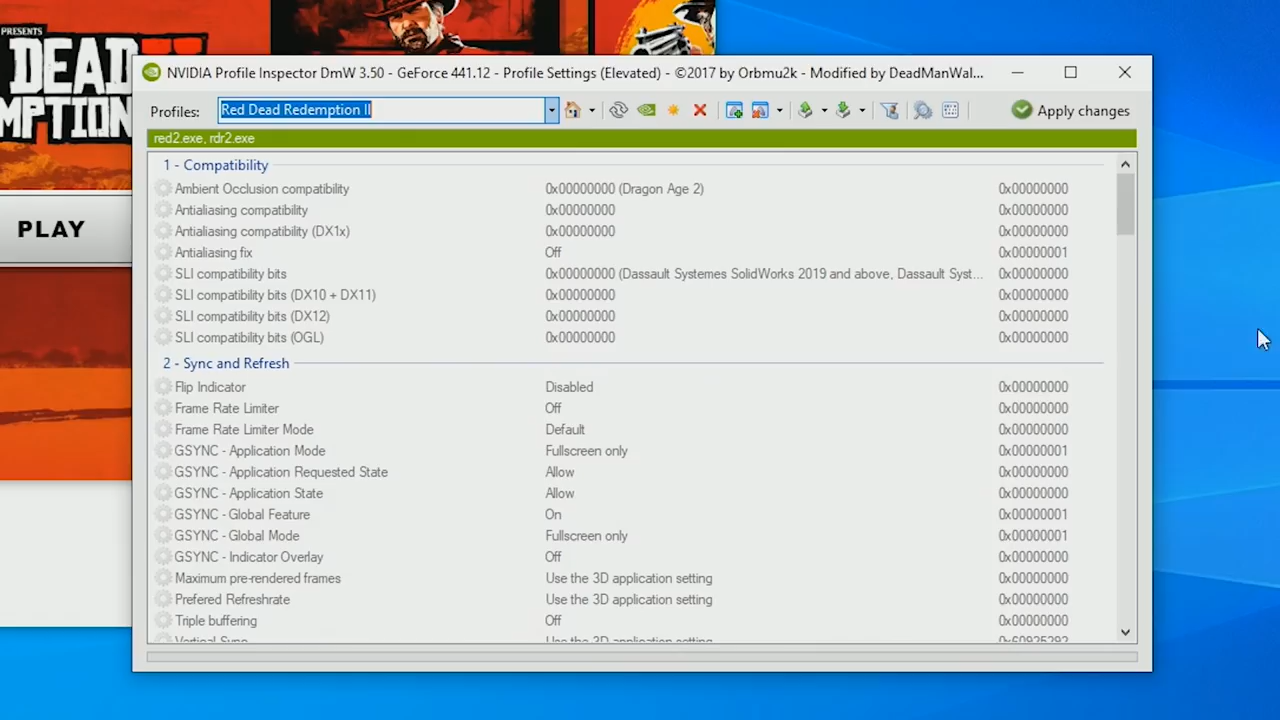 PRESENTS
DEAD
MPTION
PLAY
NVIDIA Profile Inspector DmW 3.50 - GeForce 441.12 - Profile Settings (Elevated) - ©2017 by Orbmu2k - Modified by DeadManWal...
Profiles: Red Dead Redemption II Apply changes
red2.exe, rdr2.exe
1 - Compatibility
Ambient Occlusion compatibility 0x00000000 (Dragon Age 2) 0x00000000
Antialiasing compatibility 0x00000000 0x00000000
Antialiasing compatibility (DX1x) 0x00000000 0x00000000
Antialiasing fix Off 0x00000001
SLI compatibility bits 0x00000000 (Dassault Systemes SolidWorks 2019 and above, Dassault Syst... 0x00000000
SLI compatibility bits (DX10 + DX11) 0x00000000 0x00000000
SLI compatibility bits (DX12) 0x00000000 0x00000000
SLI compatibility bits (OGL) 0x00000000 0x00000000
2 - Sync and Refresh
Flip Indicator Disabled 0x00000000
Frame Rate Limiter Off 0x00000000
Frame Rate Limiter Mode Default 0x00000000
GSYNC - Application Mode Fullscreen only 0x00000001
GSYNC - Application Requested State Allow 0x00000000
GSYNC - Application State Allow 0x00000000
GSYNC - Global Feature On 0x00000001
GSYNC - Global Mode Fullscreen only 0x00000001
GSYNC - Indicator Overlay Off 0x00000000
Maximum pre-rendered frames Use the 3D application setting 0x00000000
Prefered Refreshrate Use the 3D application setting 0x00000000
Triple buffering Off 0x00000000
Vertical Sync Use the 3D application setting 0x60925292